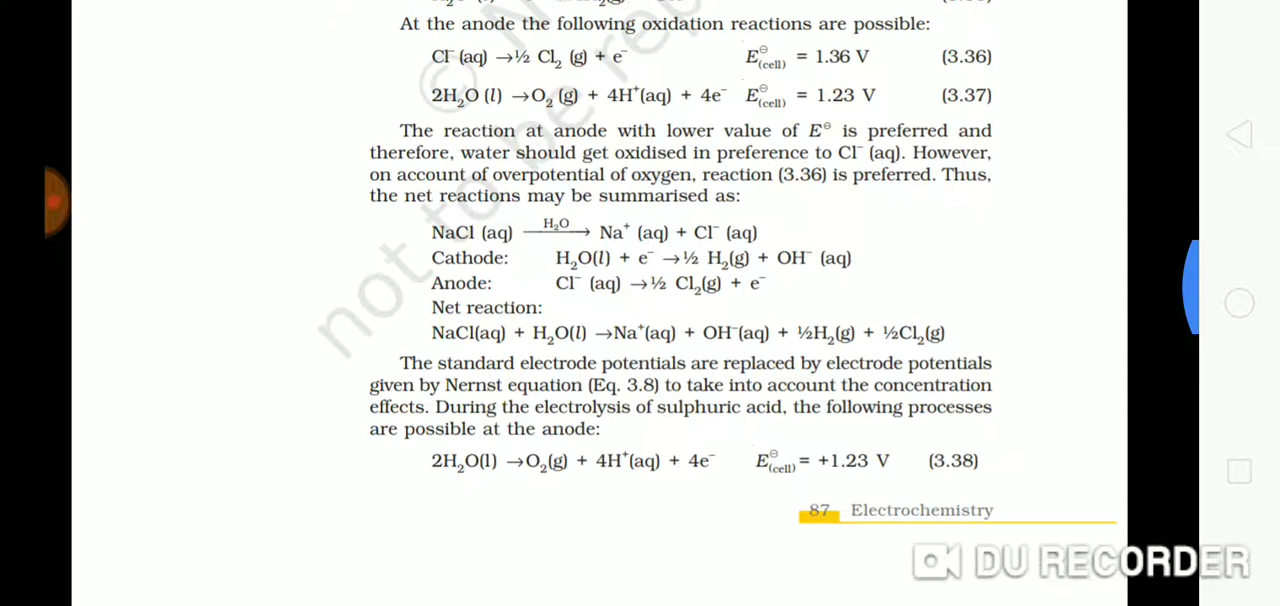 At the anode the following oxidation reactions are possible:
Cl⁻ (aq) → ½ Cl₂ (g) + e⁻ E⊖(cell) = 1.36 V (3.36)
2H₂O (l) → O₂ (g) + 4H⁺(aq) + 4e⁻ E⊖(cell) = 1.23 V (3.37)
The reaction at anode with lower value of E⊖ is preferred and
therefore, water should get oxidised in preference to Cl⁻ (aq). However,
on account of overpotential of oxygen, reaction (3.36) is preferred. Thus,
the net reactions may be summarised as:
NaCl (aq) —H₂O→ Na⁺ (aq) + Cl⁻ (aq)
Cathode: H₂O(l) + e⁻ → ½ H₂(g) + OH⁻ (aq)
Anode: Cl⁻ (aq) → ½ Cl₂(g) + e⁻
Net reaction:
NaCl(aq) + H₂O(l) → Na⁺(aq) + OH⁻(aq) + ½H₂(g) + ½Cl₂(g)
The standard electrode potentials are replaced by electrode potentials
given by Nernst equation (Eq. 3.8) to take into account the concentration
effects. During the electrolysis of sulphuric acid, the following processes
are possible at the anode:
2H₂O(l) → O₂(g) + 4H⁺(aq) + 4e⁻ E⊖(cell) = +1.23 V (3.38)
87 Electrochemistry
not to be rep
©
DU RECORDER